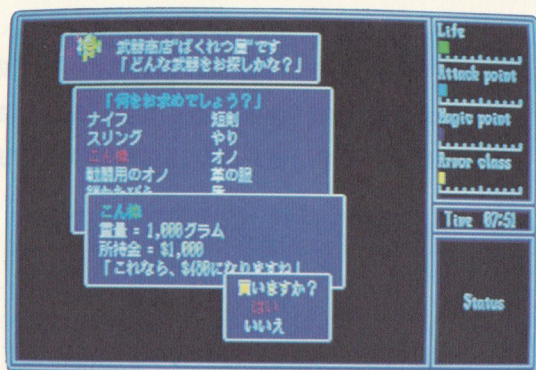 武器商店"ばくれつ屋"です
「どんな武器をお探しかな？」
「何をお求めでしょう？」
ナイフ 短剣
スリング やり
こん棒 オノ
戦闘用のオノ 革の服
こん棒
重量 = 1,000グラム
所持金 = $1,000
「これなら、$450になりますね」
買いますか？
はい
いいえ
Life
Attack point
Magic point
Armor class
Time 07:51
Status